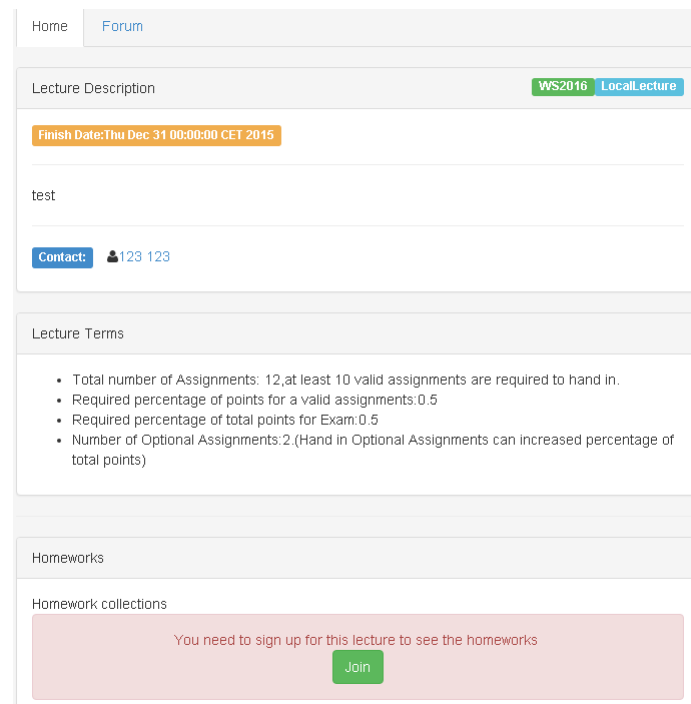 Home Forum
Lecture Description WS2016 LocalLecture
Finish Date:Thu Dec 31 00:00:00 CET 2015
test
Contact: 123 123
Lecture Terms
Total number of Assignments: 12,at least 10 valid assignments are required to hand in.
Required percentage of points for a valid assignments:0.5
Required percentage of total points for Exam:0.5
Number of Optional Assignments:2.(Hand in Optional Assignments can increased percentage of
total points)
Homeworks
Homework collections
You need to sign up for this lecture to see the homeworks
Join